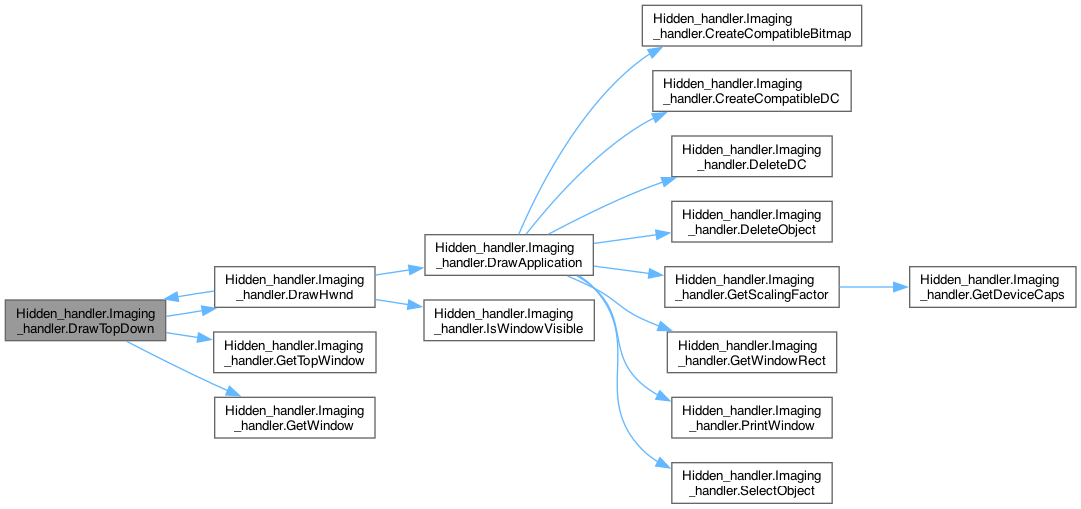 Hidden_handler.Imaging
_handler.CreateCompatibleBitmap
Hidden_handler.Imaging
_handler.CreateCompatibleDC
Hidden_handler.Imaging
_handler.DeleteDC
Hidden_handler.Imaging
_handler.DeleteObject
Hidden_handler.Imaging
_handler.DrawApplication
Hidden_handler.Imaging
_handler.DrawHwnd
Hidden_handler.Imaging
_handler.GetScalingFactor
Hidden_handler.Imaging
_handler.GetDeviceCaps
Hidden_handler.Imaging
_handler.DrawTopDown
Hidden_handler.Imaging
_handler.IsWindowVisible
Hidden_handler.Imaging
_handler.GetTopWindow
Hidden_handler.Imaging
_handler.GetWindowRect
Hidden_handler.Imaging
_handler.GetWindow
Hidden_handler.Imaging
_handler.PrintWindow
Hidden_handler.Imaging
_handler.SelectObject